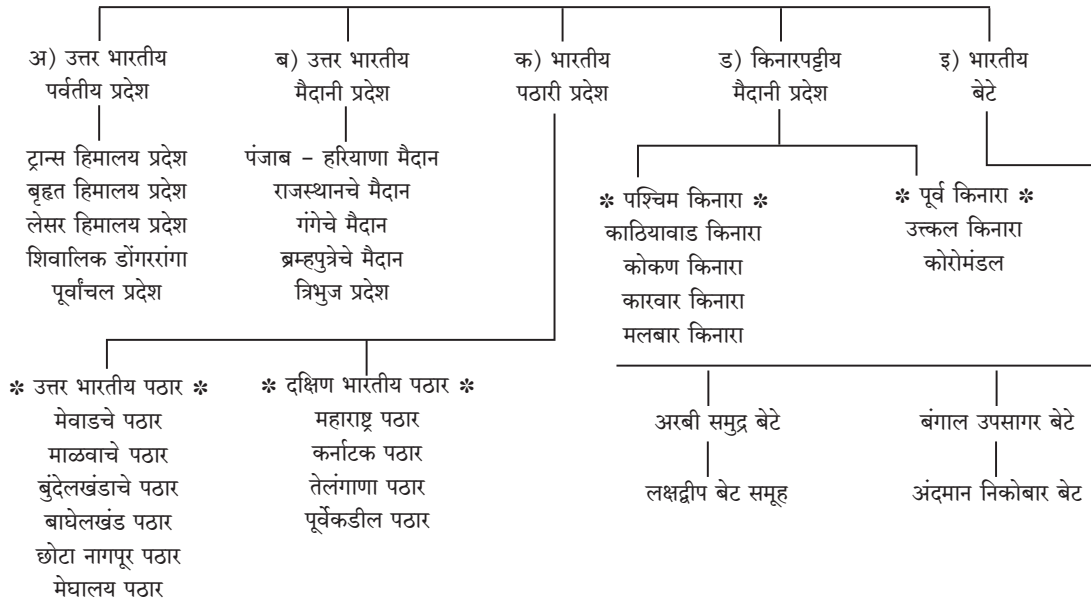 अ) उत्तर भारतीय
पर्वतीय प्रदेश
ट्रान्स हिमालय प्रदेश
बृहत हिमालय प्रदेश
लेसर हिमालय प्रदेश
शिवालिक डोंगररांगा
पूर्वांचल प्रदेश
ब) उत्तर भारतीय
मैदानी प्रदेश
पंजाब – हरियाणा मैदान
राजस्थानचे मैदान
गंगेचे मैदान
ब्रम्हपुत्रेचे मैदान
त्रिभुज प्रदेश
क) भारतीय
पठारी प्रदेश
* उत्तर भारतीय पठार *
मेवाडचे पठार
माळवाचे पठार
बुंदेलखंडाचे पठार
बाघेलखंड पठार
छोटा नागपूर पठार
मेघालय पठार
* दक्षिण भारतीय पठार *
महाराष्ट्र पठार
कर्नाटक पठार
तेलंगाणा पठार
पूर्वेकडील पठार
ड) किनारपट्टीय
मैदानी प्रदेश
* पश्चिम किनारा *
काठियावाड किनारा
कोकण किनारा
कारवार किनारा
मलबार किनारा
* पूर्व किनारा *
उत्कल किनारा
कोरोमंडल
इ) भारतीय
बेटे
अरबी समुद्र बेटे
लक्षद्वीप बेट समूह
बंगाल उपसागर बेटे
अंदमान निकोबार बेट